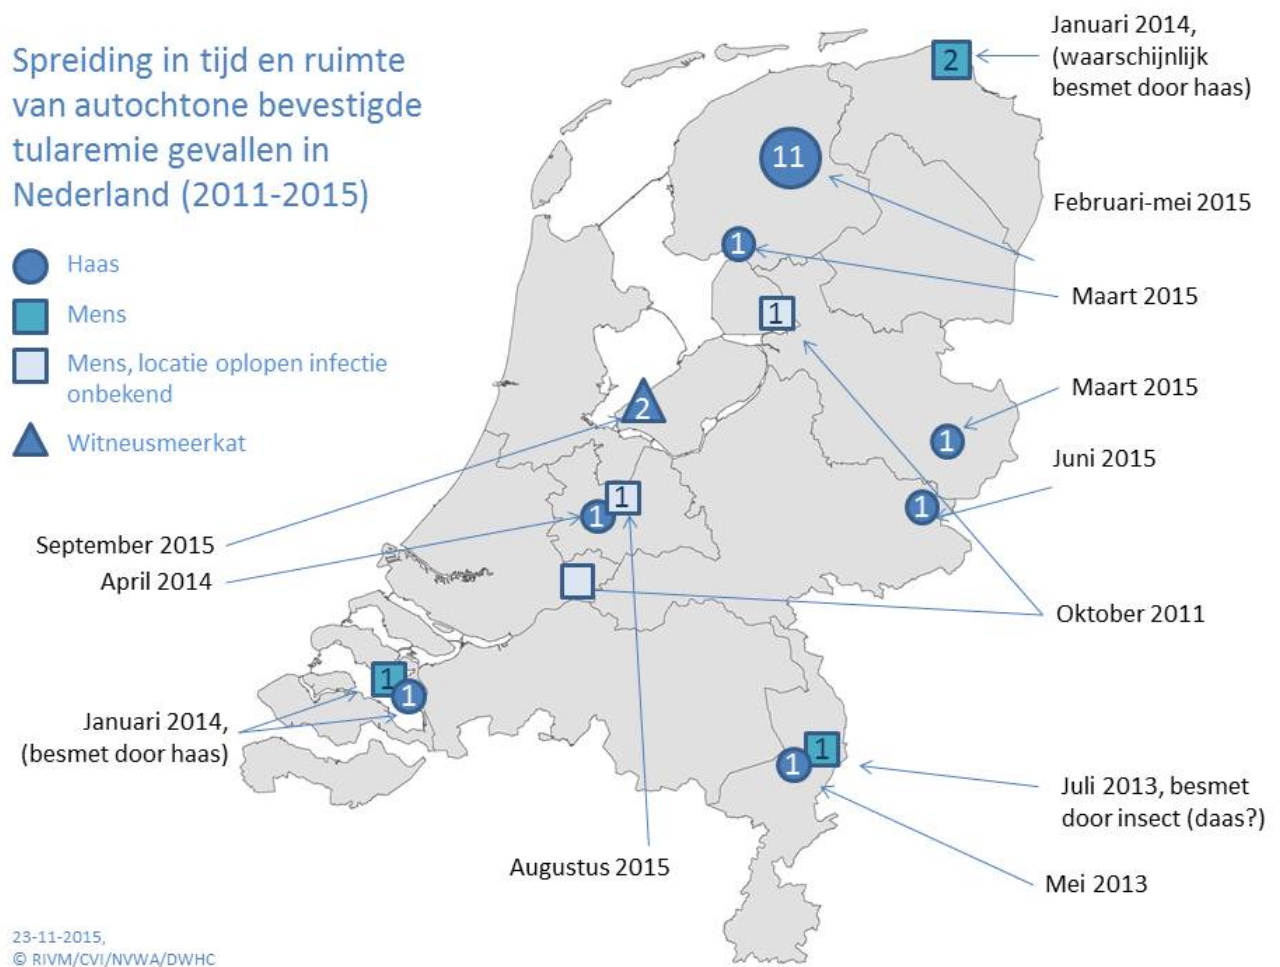 Spreiding in tijd en ruimte
van autochtone bevestigde
tularemie gevallen in
Nederland (2011-2015)
Haas
Mens
Mens, locatie oplopen infectie
onbekend
Witneusmeerkat
Januari 2014,
(waarschijnlijk
besmet door haas)
2
11
Februari-mei 2015
1
Maart 2015
1
Maart 2015
1
Juni 2015
1
2
1
1
September 2015
April 2014
Oktober 2011
1
1
Januari 2014,
(besmet door haas)
1
1
Juli 2013, besmet
door insect (daas?)
Augustus 2015
Mei 2013
23-11-2015,
© RIVM/CVI/NVWA/DWHC